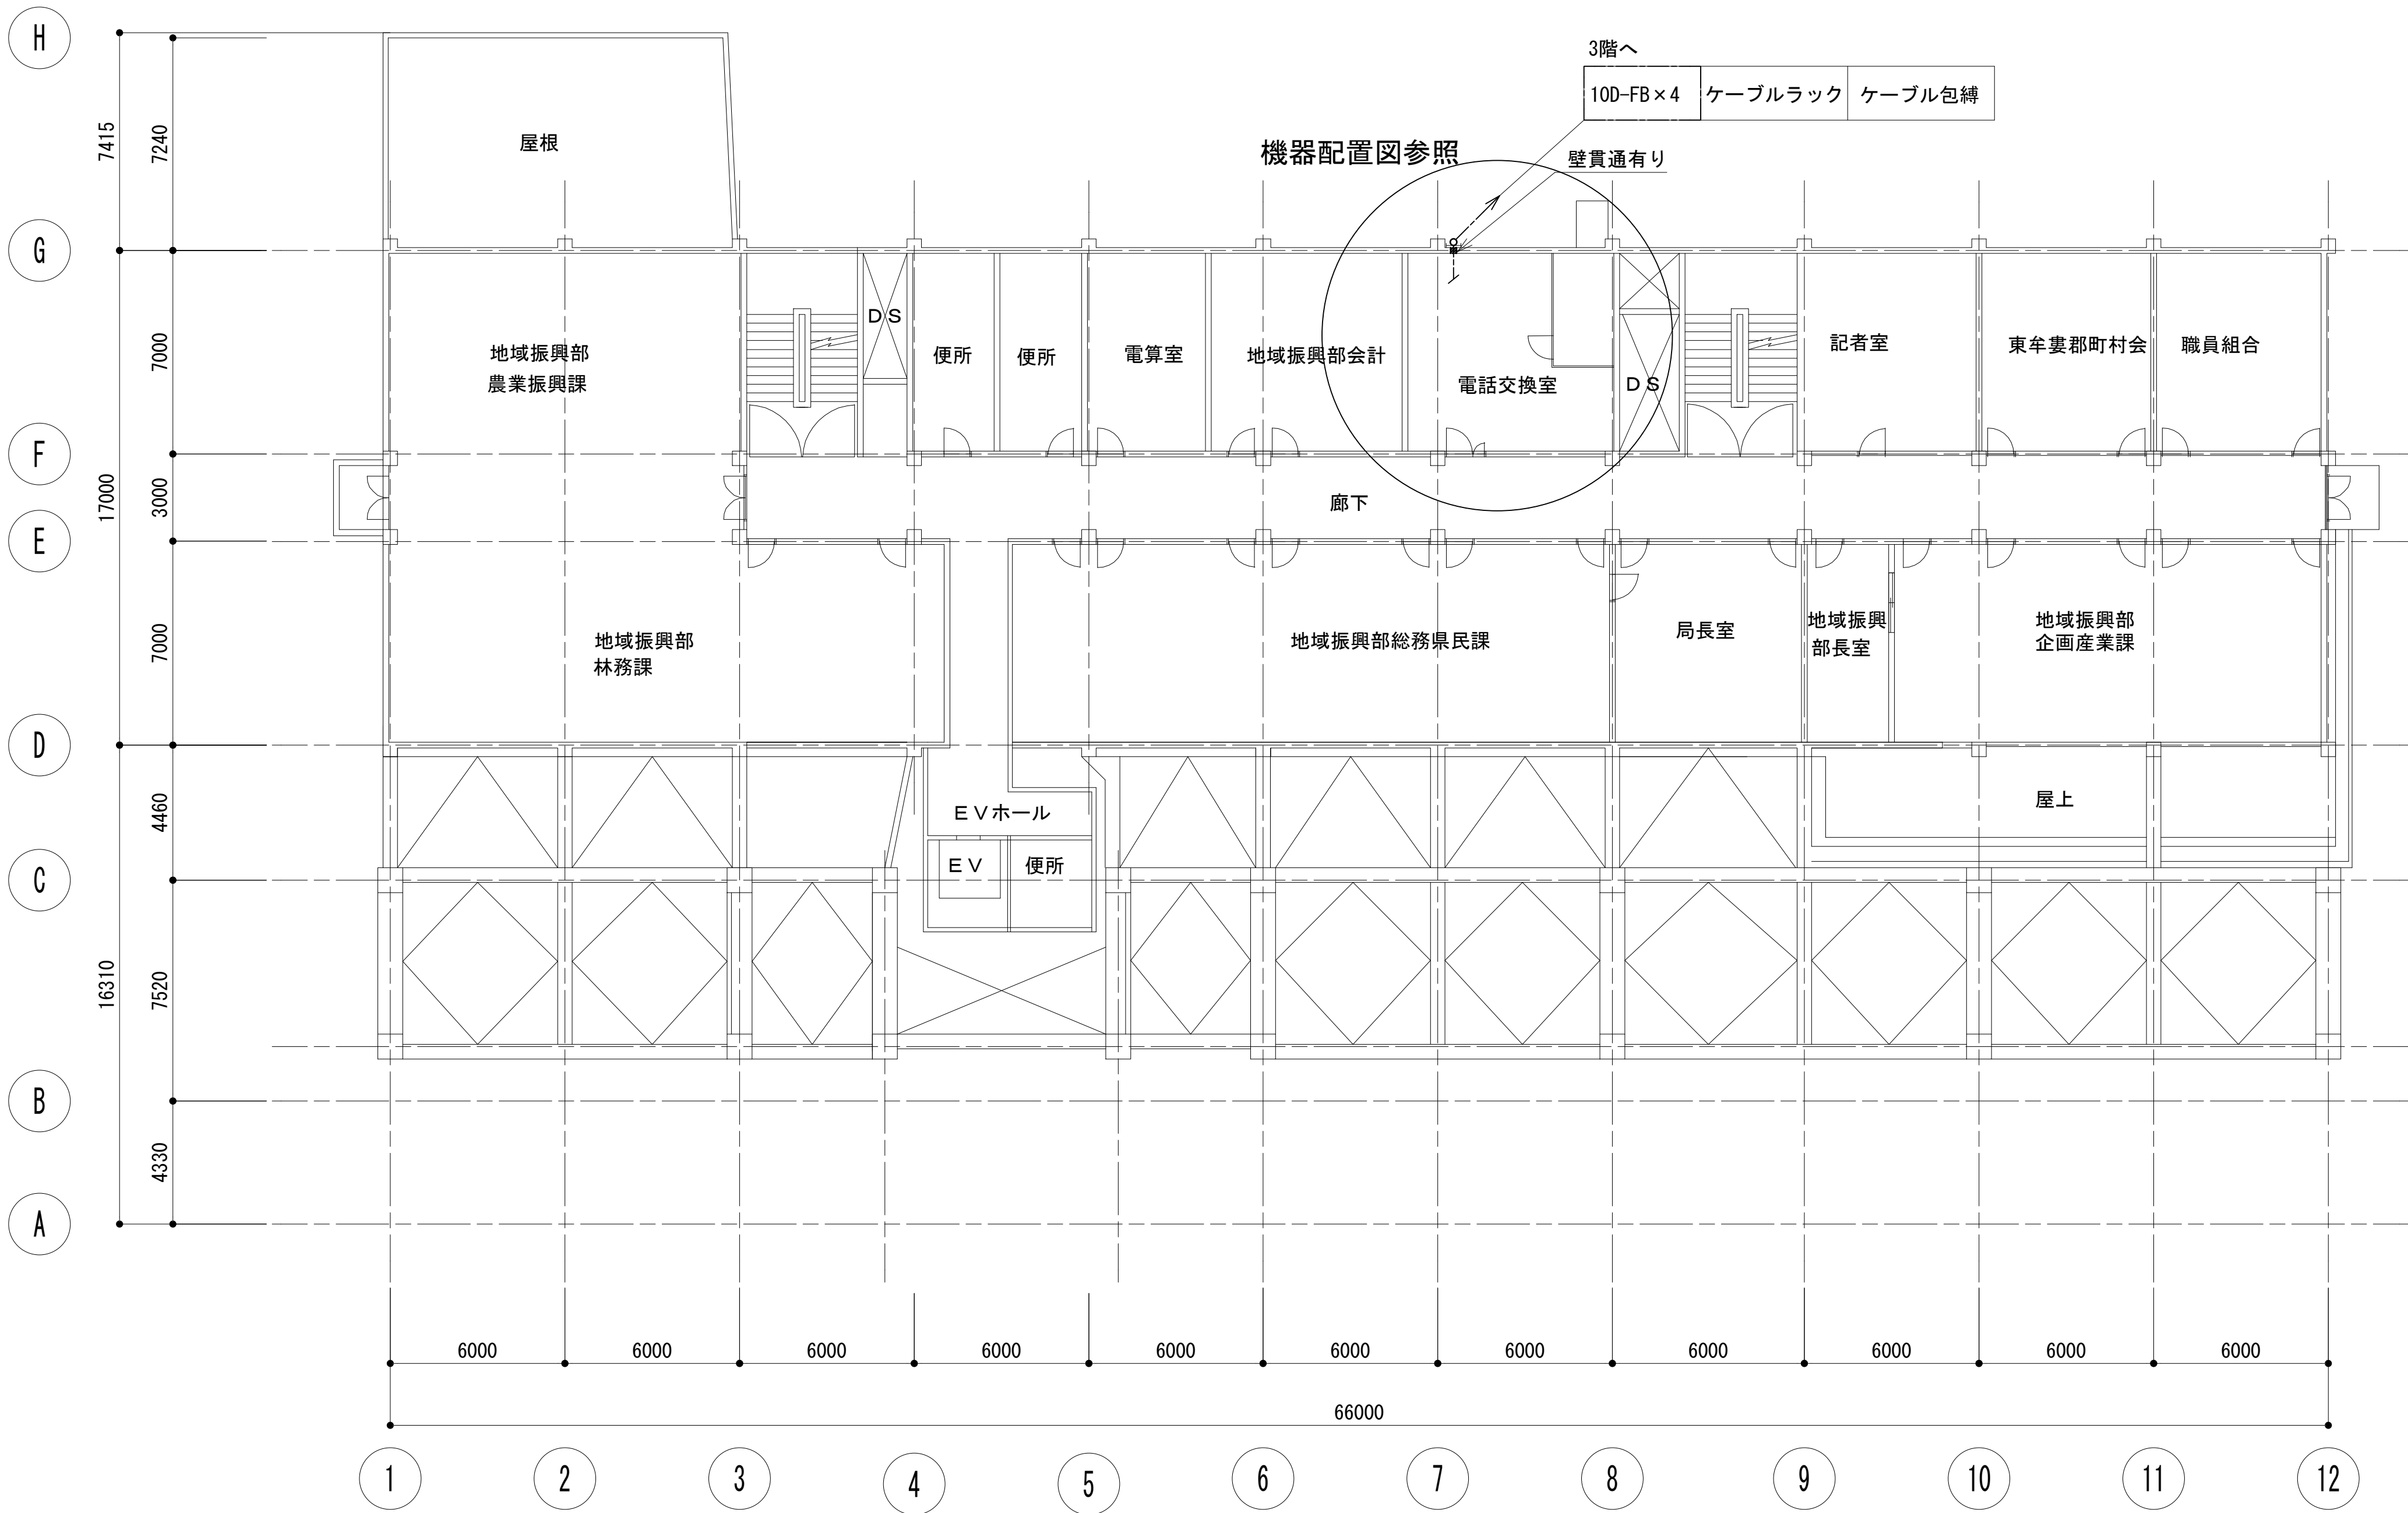 H
3階へ
10D-FB×4 ケーブルラック ケーブル包縛
7415
7240
屋根
機器配置図参照
壁貫通有り
G
7000
地域振興部
農業振興課
DS
便所
便所
電算室
地域振興部会計
電話交換室
DS
記者室
東牟婁郡町村会
職員組合
F
17000
3000
廊下
E
7000
地域振興部
林務課
地域振興部総務県民課
局長室
地域振興
部長室
地域振興部
企画産業課
D
4460
EVホール
屋上
C
EV
便所
16310
7520
B
4330
A
6000 6000 6000 6000 6000 6000 6000 6000 6000 6000 6000
66000
1 2 3 4 5 6 7 8 9 10 11 12